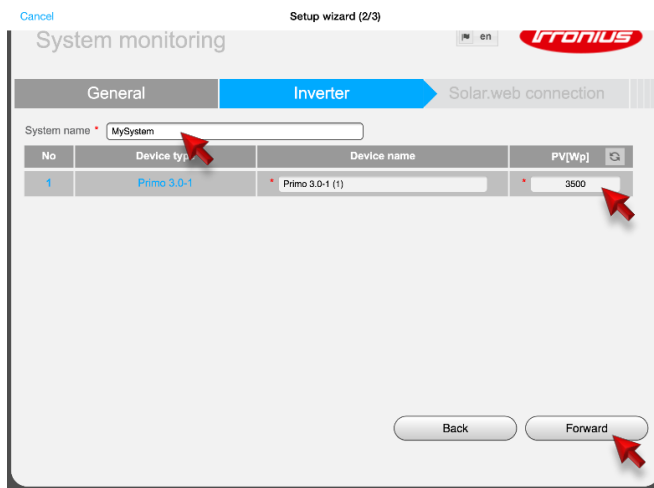 Cancel
Setup wizard (2/3)
System monitoring
en
Fronius
General
Inverter
Solar.web connection
System name * MySystem
No
Device type
Device name
PV[Wp]
1
Primo 3.0-1
* Primo 3.0-1 (1)
* 3500
Back
Forward